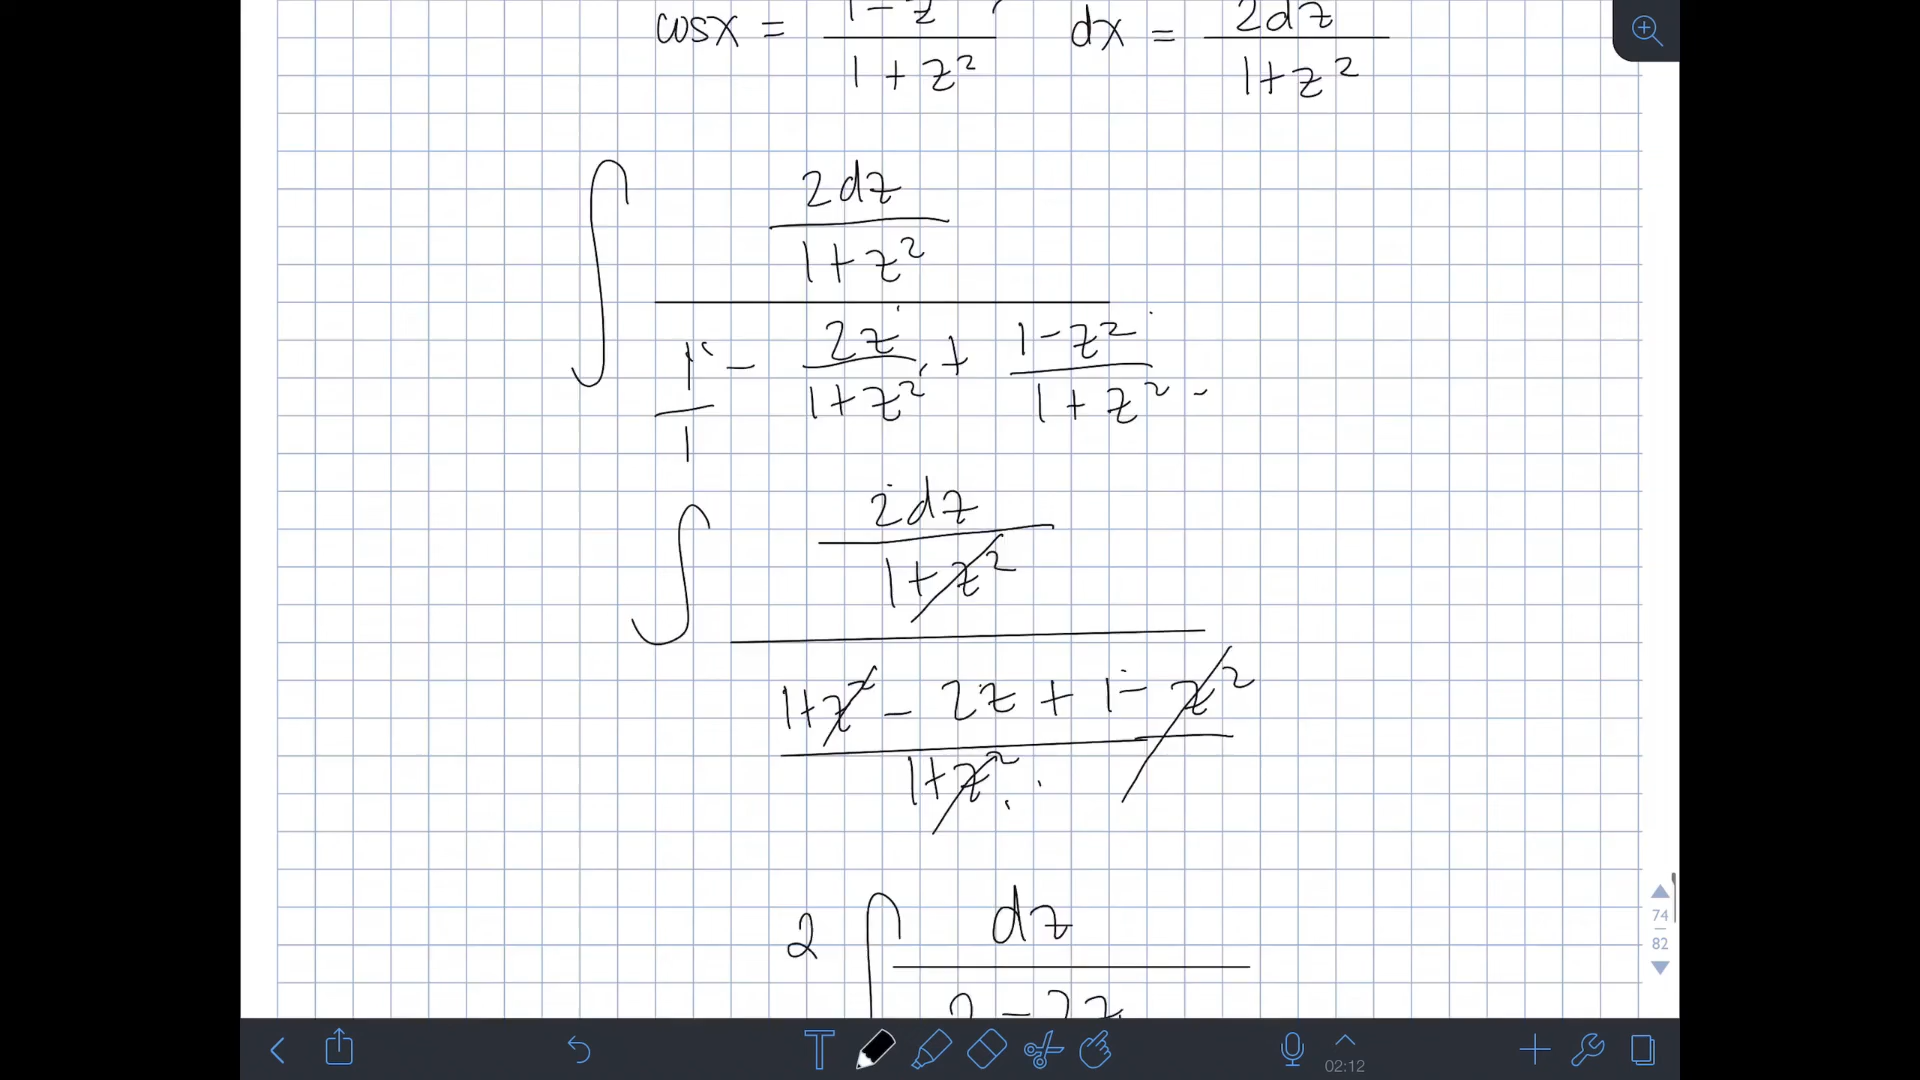 cosx = 1-z / 1+z² , dx = 2dz / 1+z²
∫ (2dz / 1+z²) / (1/1 - 2z / 1+z² + 1-z² / 1+z²)
∫ (2dz / 1+z²) / (1+z² - 2z + 1 - z² / 1+z²)
2 ∫ dz / 2-2z
74
82
T
02:12